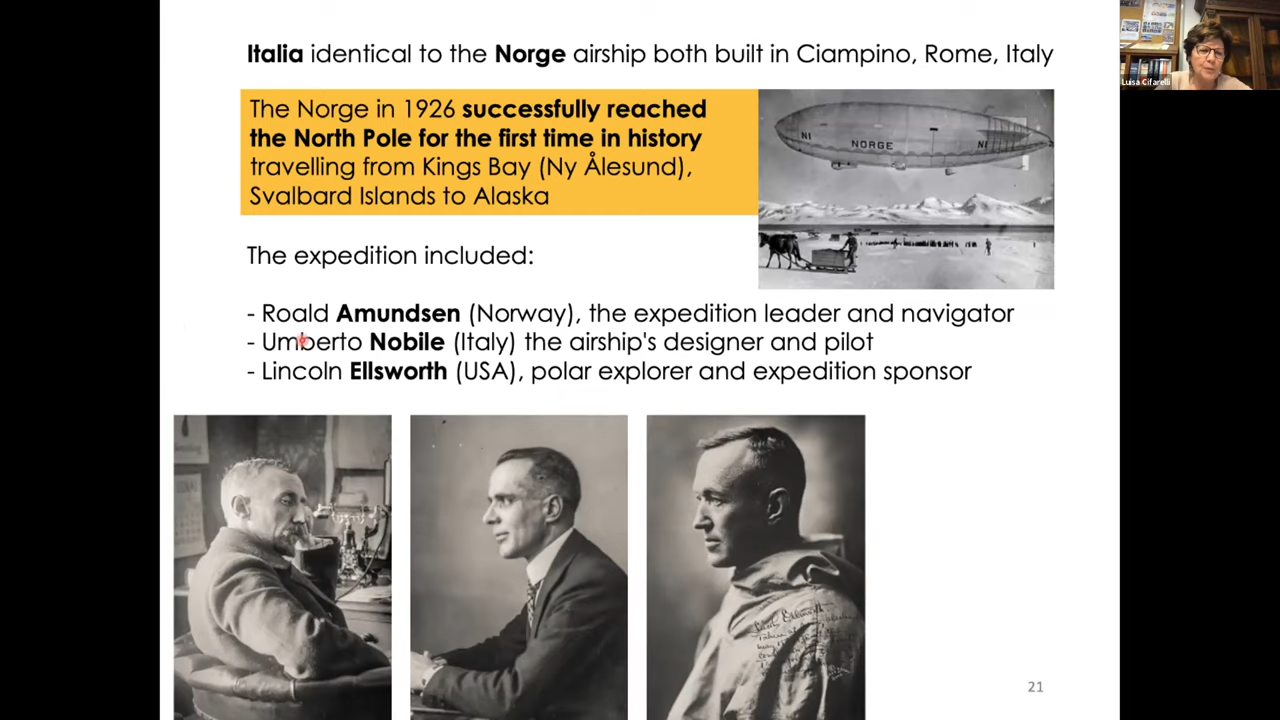 Italia identical to the Norge airship both built in Ciampino, Rome, Italy
The Norge in 1926 successfully reached
the North Pole for the first time in history
travelling from Kings Bay (Ny Ålesund),
Svalbard Islands to Alaska
N1 NORGE N1
The expedition included:
- Roald Amundsen (Norway), the expedition leader and navigator
- Umberto Nobile (Italy) the airship's designer and pilot
- Lincoln Ellsworth (USA), polar explorer and expedition sponsor
21
Luisa Cifarelli